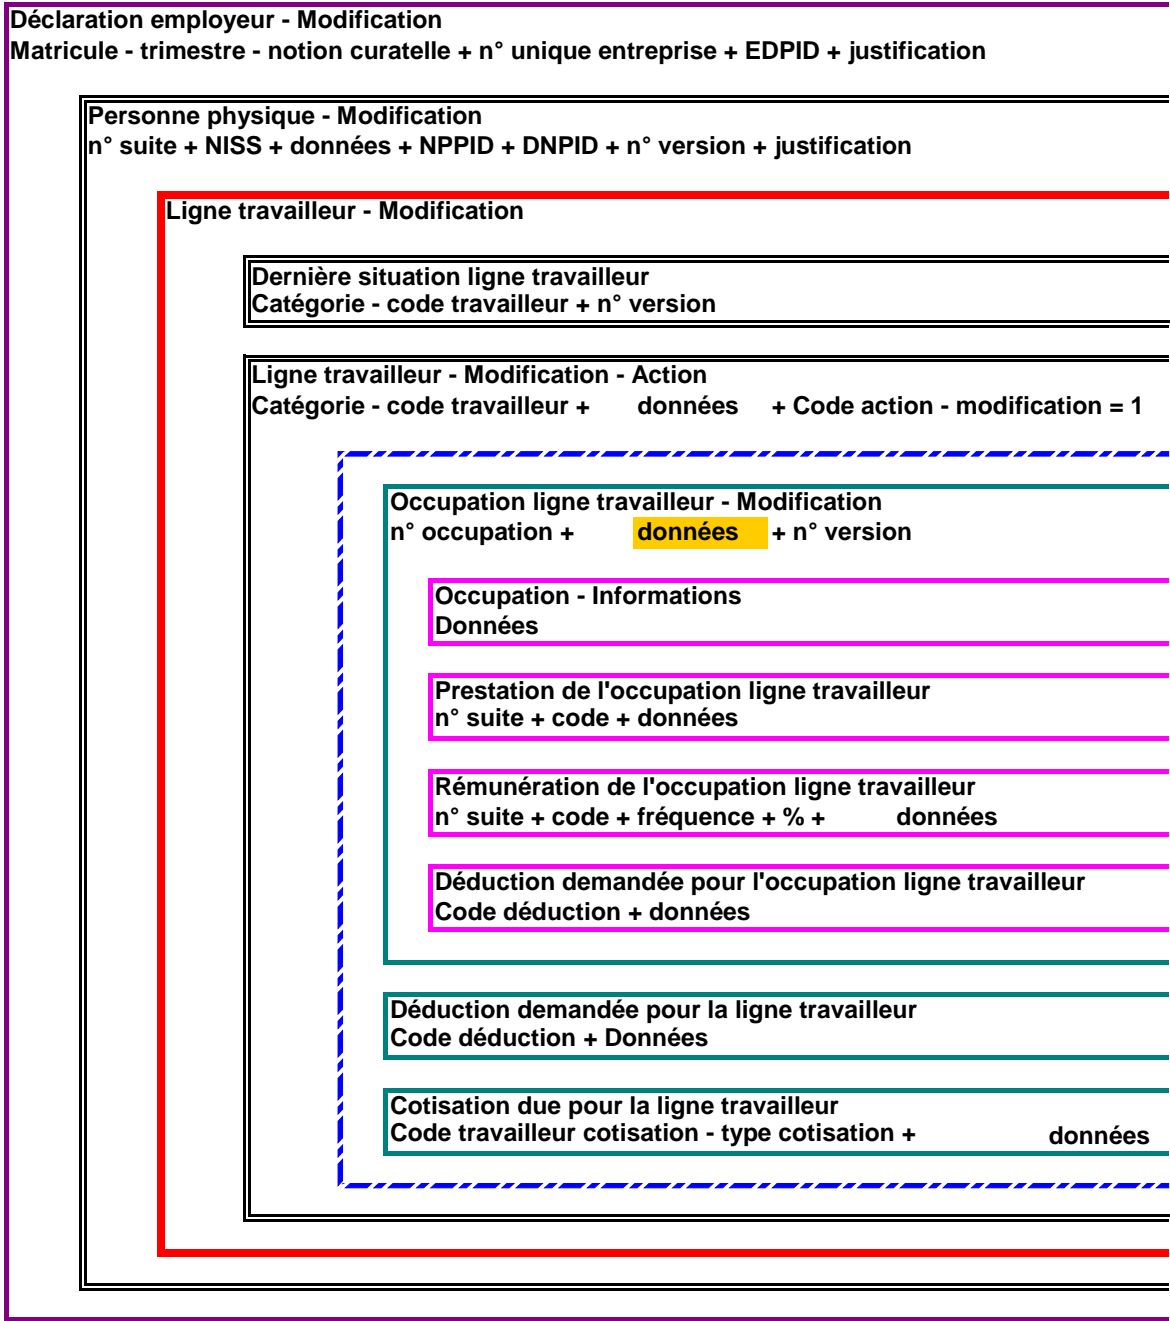 Déclaration employeur - Modification
Matricule - trimestre - notion curatelle + n° unique entreprise + EDPID + justification
Personne physique - Modification
n° suite + NISS + données + NPPID + DNPID + n° version + justification
Ligne travailleur - Modification
Dernière situation ligne travailleur
Catégorie - code travailleur + n° version
Ligne travailleur - Modification - Action
Catégorie - code travailleur + données + Code action - modification = 1
Occupation ligne travailleur - Modification
n° occupation + données + n° version
Occupation - Informations
Données
Prestation de l'occupation ligne travailleur
n° suite + code + données
Rémunération de l'occupation ligne travailleur
n° suite + code + fréquence + % + données
Déduction demandée pour l'occupation ligne travailleur
Code déduction + données
Déduction demandée pour la ligne travailleur
Code déduction + Données
Cotisation due pour la ligne travailleur
Code travailleur cotisation - type cotisation + données